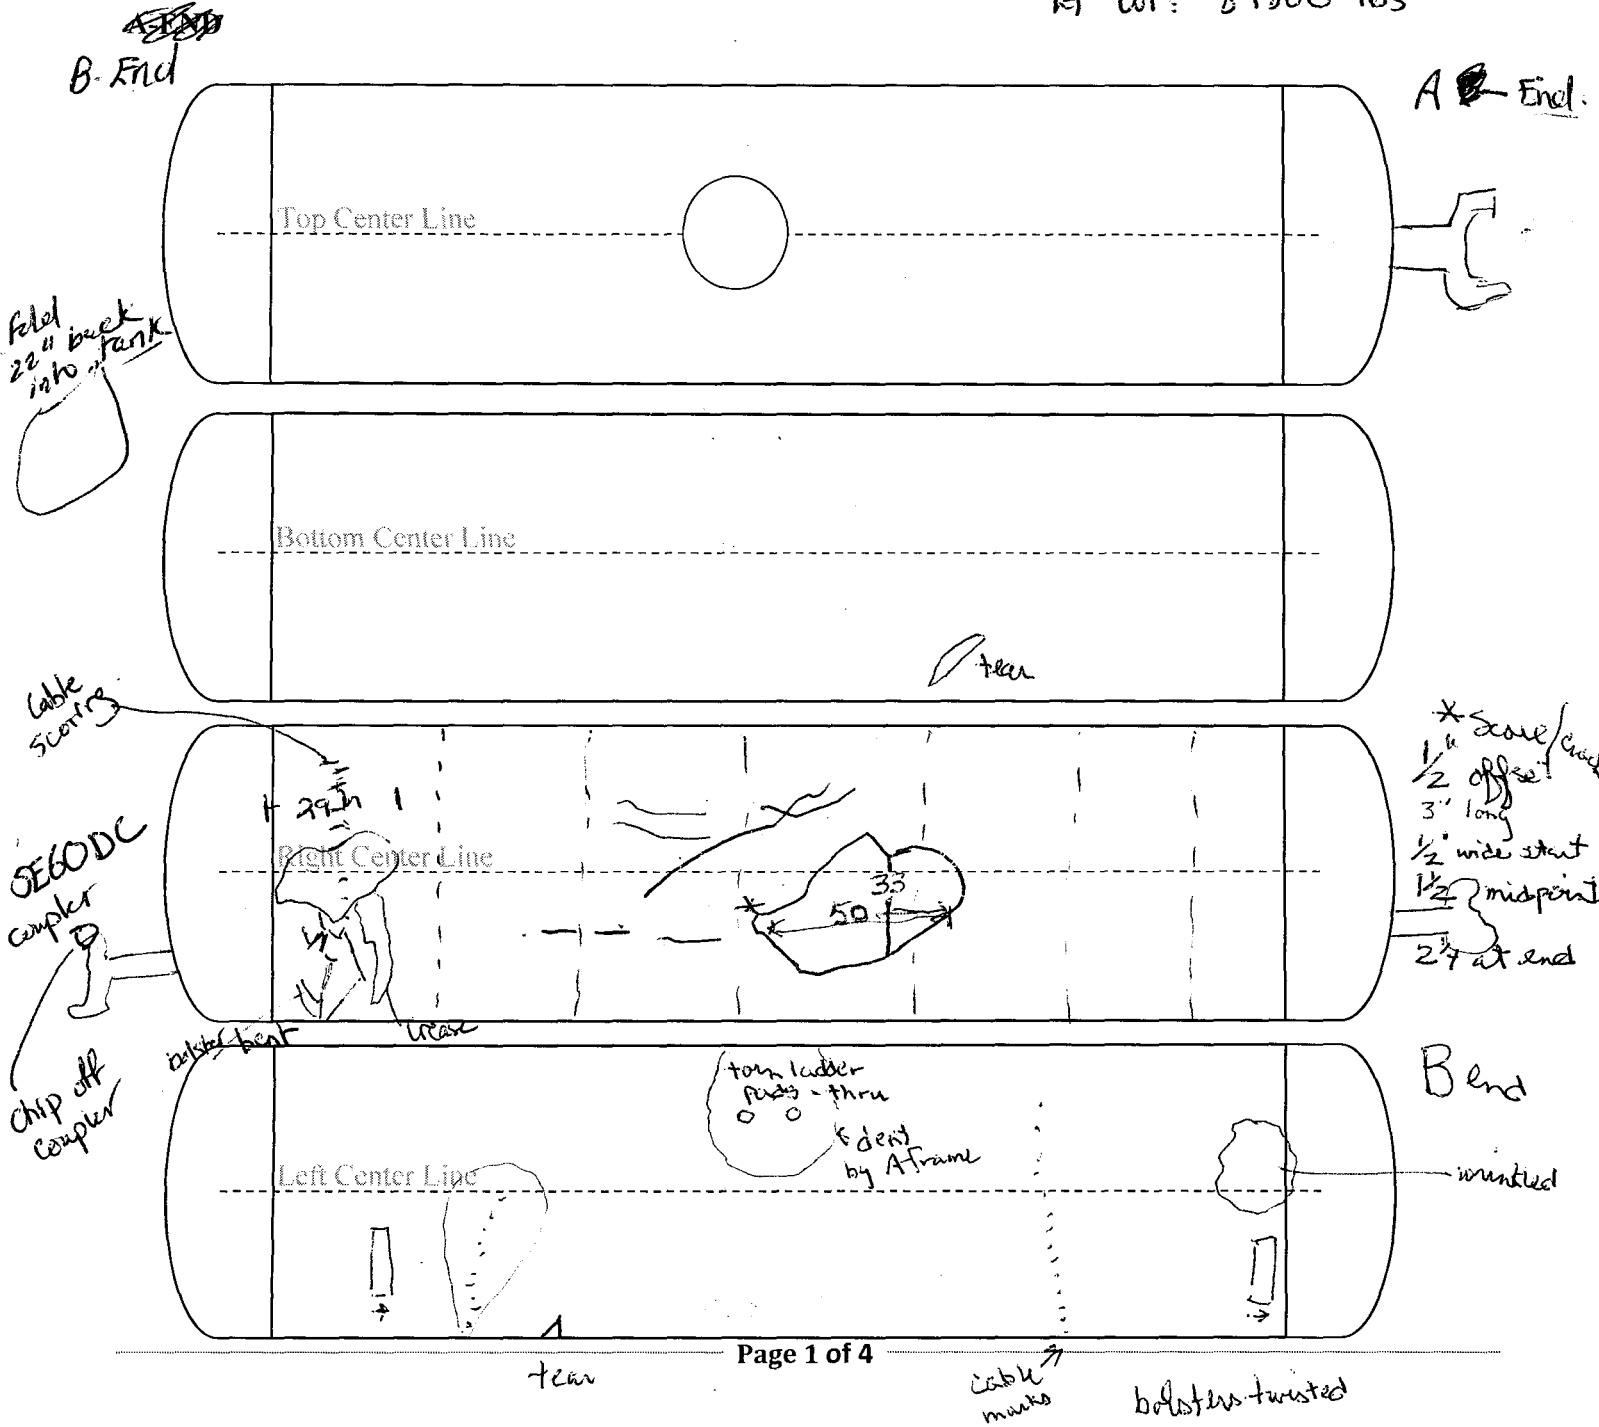 A-END
B. End
A End.
Top Center Line
Fold
22" back
into tank
Bottom Center Line
tear
Cable
scoring
29 in
Right Center Line
33
50
* Score/crack
1/2" offset
3" long
1/2" wide start
1 1/2 midpoint
2 1/4 at end
SE60DC
coupler
chip off
coupler
bolster bent
crease
torn ladder
pads - thru
dent
by A frame
B end
Left Center Line
wrinkled
Page 1 of 4
tear
cable
marks
bolsters twisted